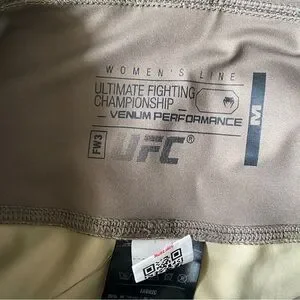 WOMEN'S LINE
ULTIMATE FIGHTING
CHAMPIONSHIP
VENUM PERFORMANCE
FW3
UFC®
M